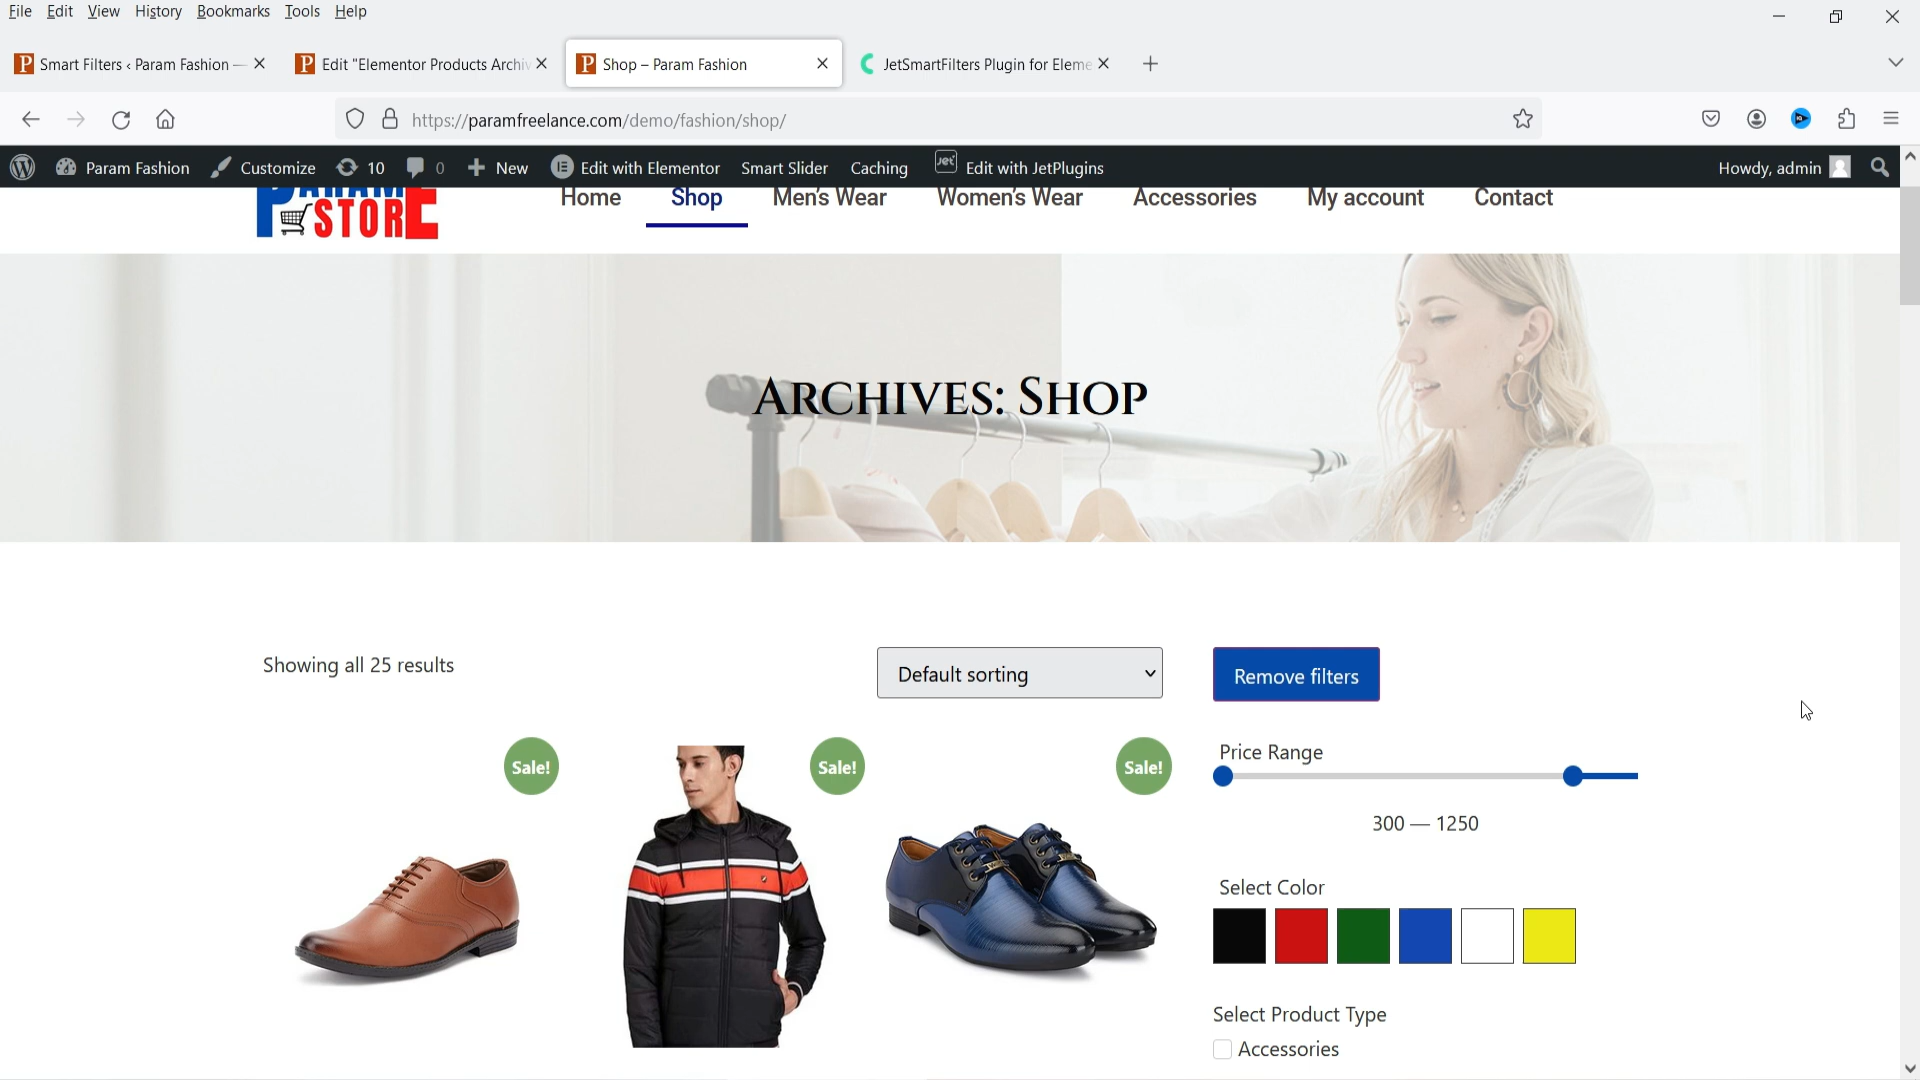 File Edit View History Bookmarks Tools Help
Smart Filters ‹ Param Fashion —
Edit "Elementor Products Archiv
Shop – Param Fashion
JetSmartFilters Plugin for Eleme
https://paramfreelance.com/demo/fashion/shop/
Param Fashion Customize 10 0 New Edit with Elementor Smart Slider Caching Jet Edit with JetPlugins Howdy, admin
PARAM
STORE
Home Shop Men's Wear Women's Wear Accessories My account Contact
Archives: Shop
Showing all 25 results
Default sorting
Remove filters
Sale!
Sale!
Sale!
Price Range
300 — 1250
Select Color
Select Product Type
Accessories